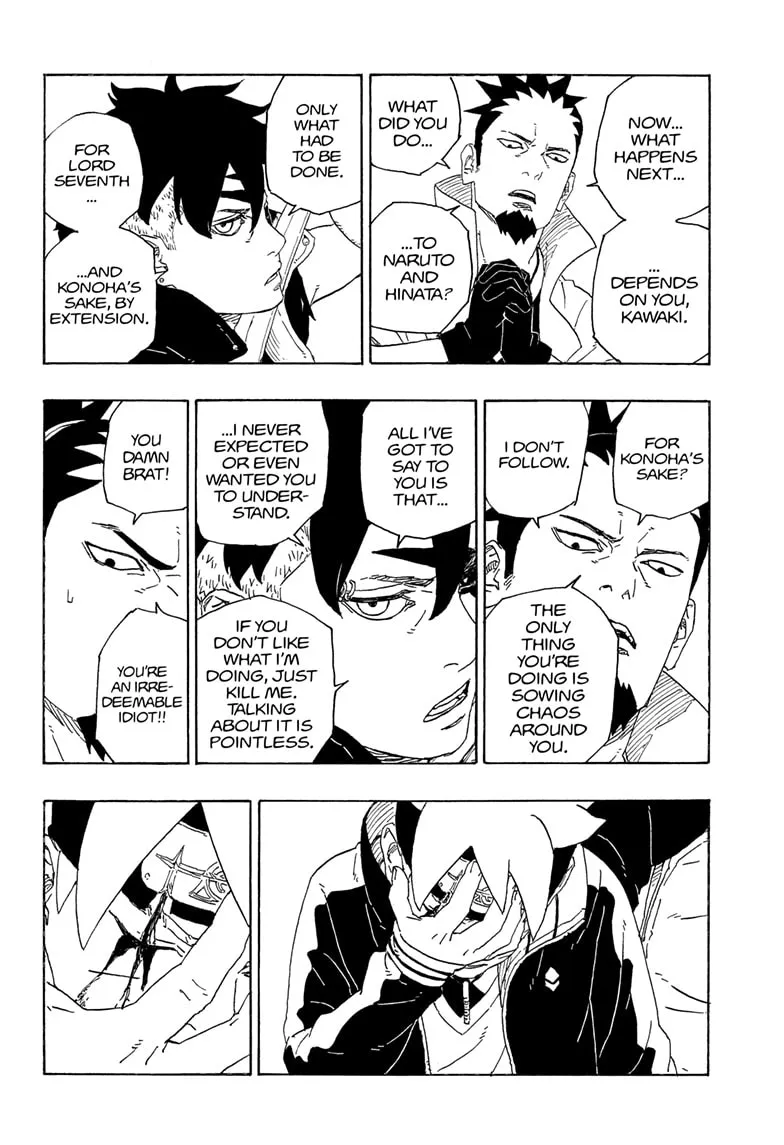 NOW...
WHAT
HAPPENS
NEXT...
...
DEPENDS
ON YOU,
KAWAKI.
WHAT
DID YOU
DO...
...TO
NARUTO
AND
HINATA?
ONLY
WHAT
HAD
TO BE
DONE.
FOR
LORD
SEVENTH
...
...AND
KONOHA'S
SAKE, BY
EXTENSION.
FOR
KONOHA'S
SAKE?
I DON'T
FOLLOW.
THE
ONLY
THING
YOU'RE
DOING IS
SOWING
CHAOS
AROUND
YOU.
ALL I'VE
GOT TO
SAY TO
YOU IS
THAT...
...I NEVER
EXPECTED
OR EVEN
WANTED YOU
TO UNDER-
STAND.
IF YOU
DON'T LIKE
WHAT I'M
DOING, JUST
KILL ME.
TALKING
ABOUT IT IS
POINTLESS.
YOU
DAMN
BRAT!
YOU'RE
AN IRRE-
DEEMABLE
IDIOT!!